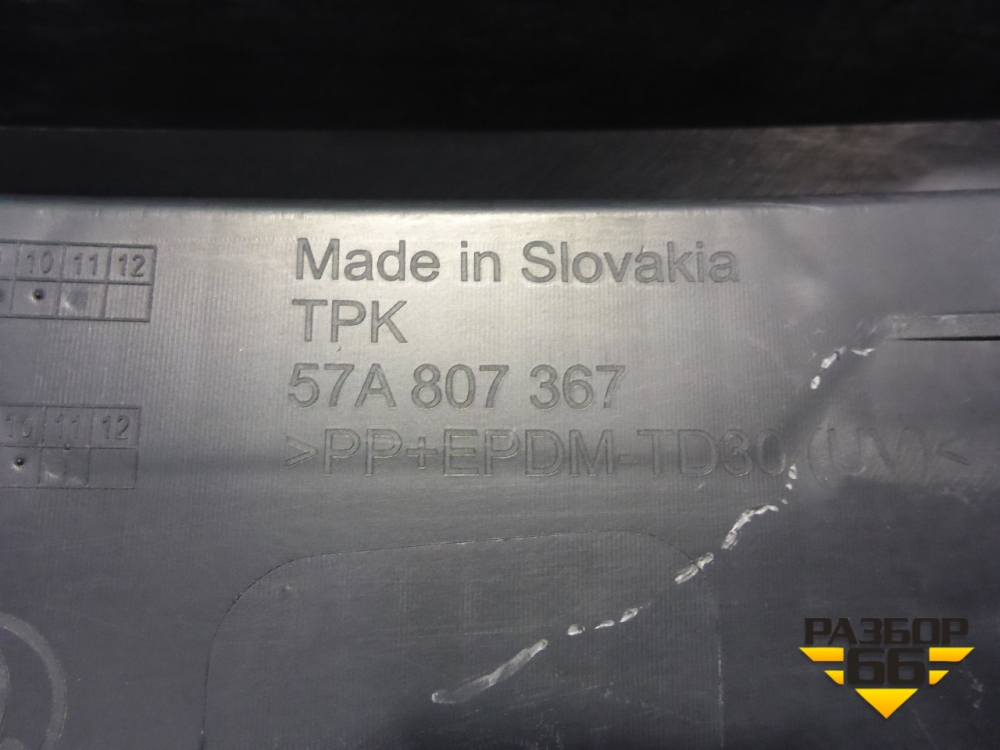 10 11 12
Made in Slovakia
TPK
57A 807 367
10 11 12
>PP+EPDM-TD30 (UV)<
РАЗБОР
66